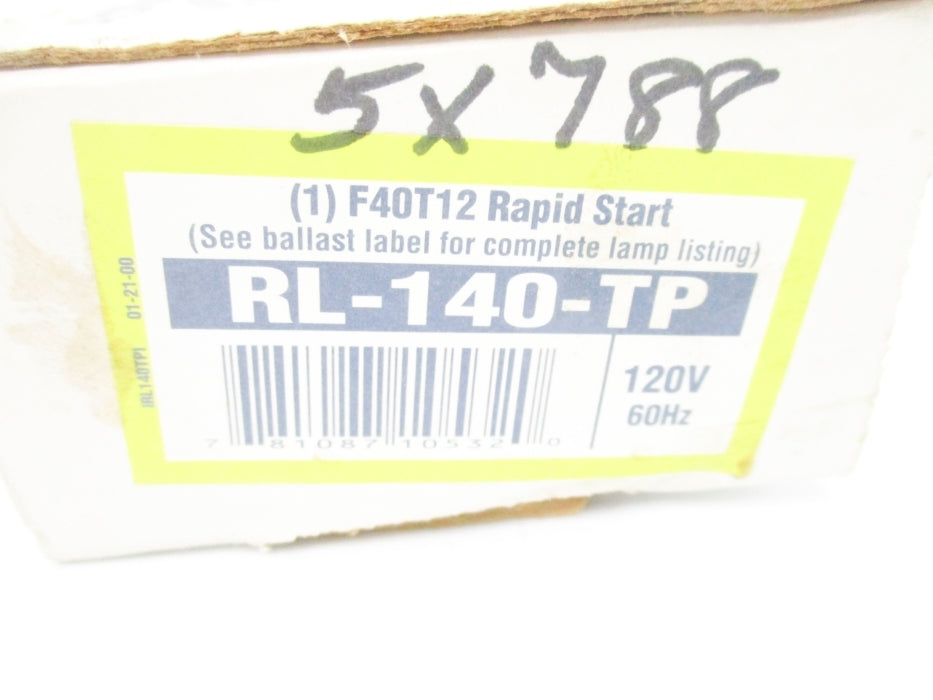 5X788
(1) F40T12 Rapid Start
(See ballast label for complete lamp listing)
RL-140-TP
120V
60Hz
7 81087 10532 0
IRL140TPI 01-21-00